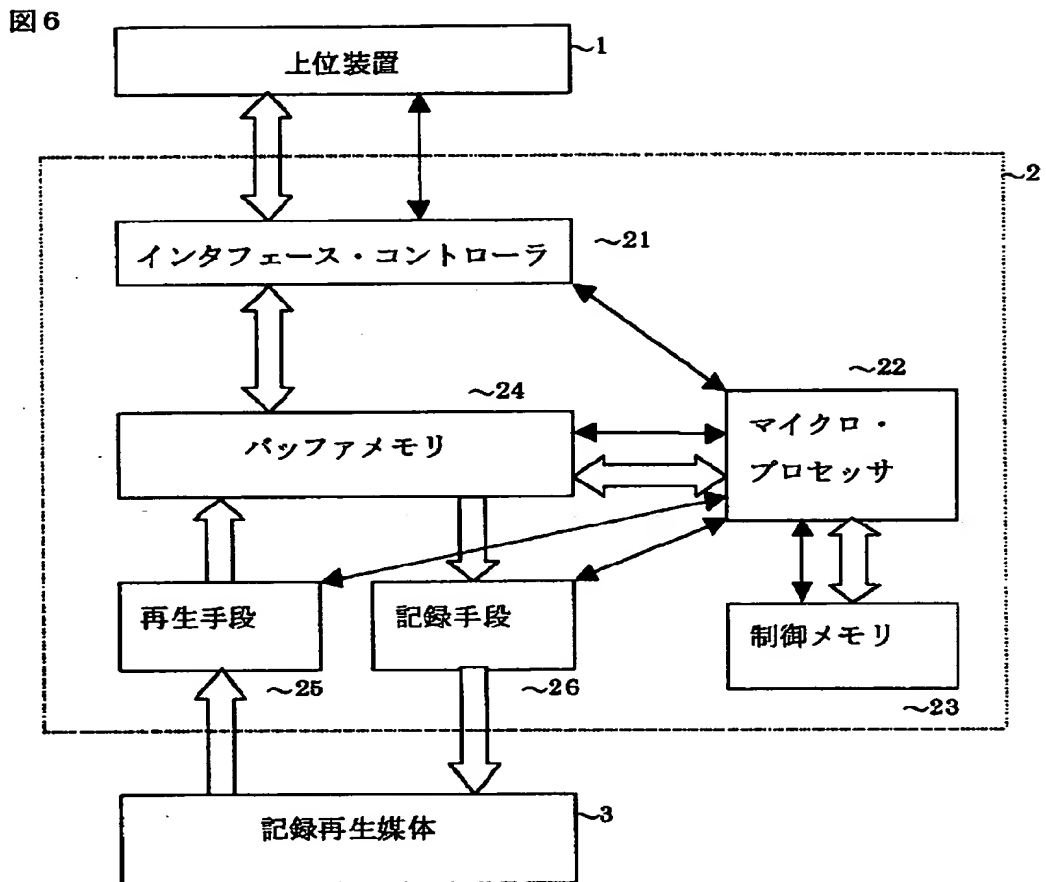 図6
上位装置
~1
~2
インタフェース・コントローラ
~21
~22
マイクロ・
プロセッサ
~24
バッファメモリ
再生手段
~25
記録手段
~26
制御メモリ
~23
記録再生媒体
~3